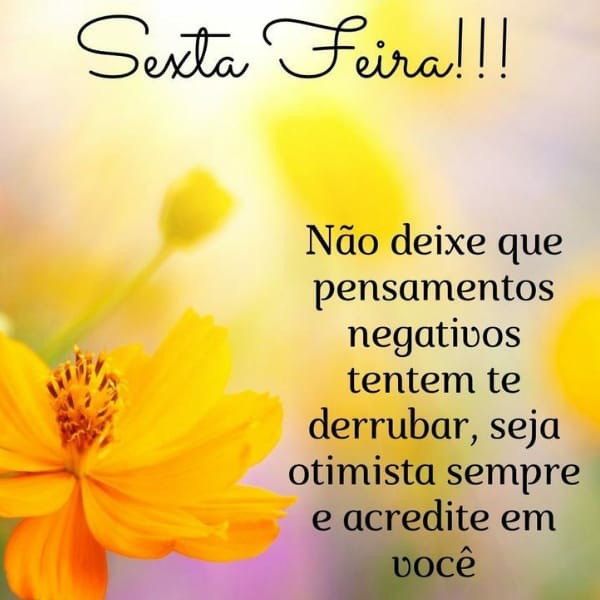 Sexta Feira!!!
Não deixe que
pensamentos
negativos
tentem te
derrubar, seja
otimista sempre
e acredite em
você